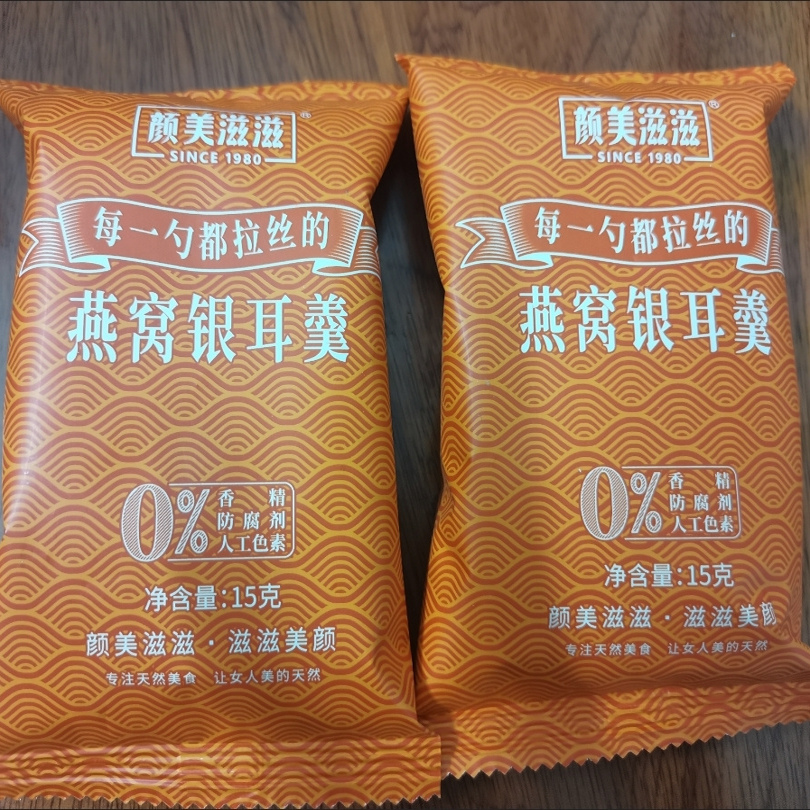 颜美滋滋®
SINCE 1980
每一勺都拉丝的
燕窝银耳羹
0%
香精
防腐剂
人工色素
净含量:15克
颜美滋滋·滋滋美颜
专注天然美食 让女人美的天然
颜美滋滋®
SINCE 1980
每一勺都拉丝的
燕窝银耳羹
0%
香精
防腐剂
人工色素
净含量:15克
颜美滋滋·滋滋美颜
专注天然美食 让女人美的天然